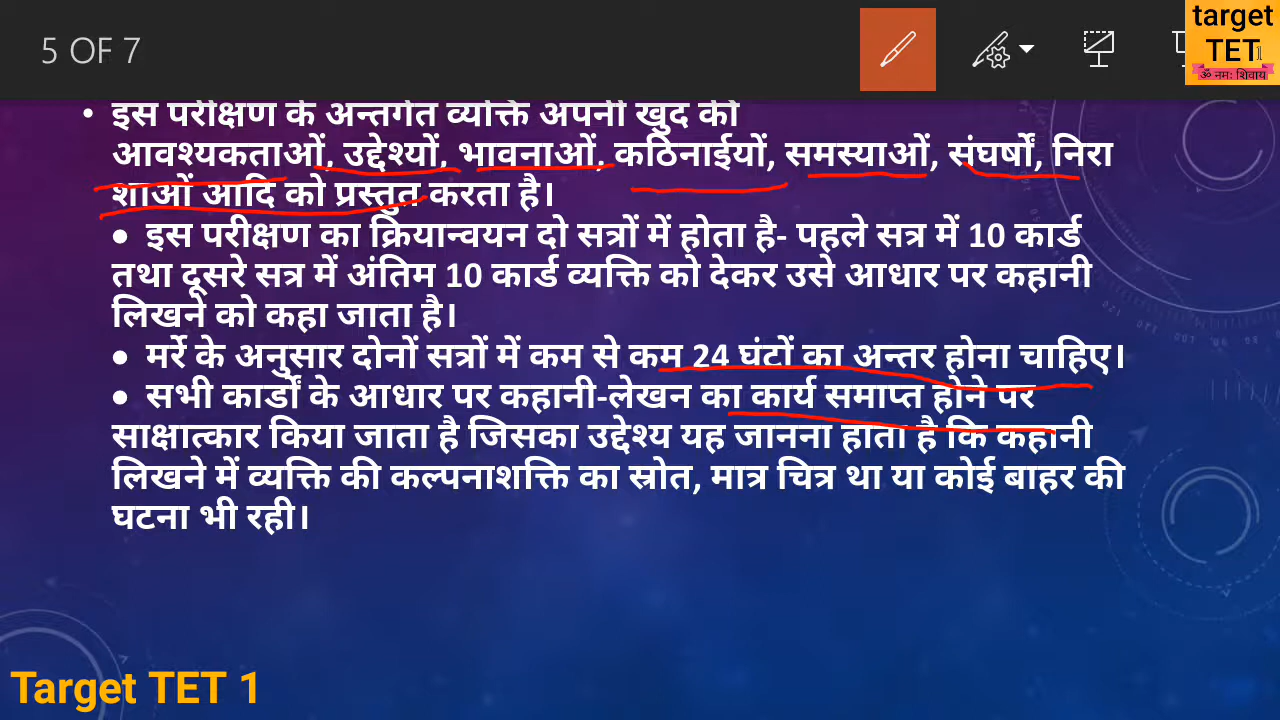 5 OF 7
target
TET1
ॐ नमः शिवाय
• इस परीक्षण के अन्तर्गत व्यक्ति अपनी खुद की
आवश्यकताओं, उद्देश्यों, भावनाओं, कठिनाईयों, समस्याओं, संघर्षों, निरा
शाओं आदि को प्रस्तुत करता है।
● इस परीक्षण का क्रियान्वयन दो सत्रों में होता है- पहले सत्र में 10 कार्ड
तथा दूसरे सत्र में अंतिम 10 कार्ड व्यक्ति को देकर उसे आधार पर कहानी
लिखने को कहा जाता है।
● मर्रे के अनुसार दोनों सत्रों में कम से कम 24 घंटों का अन्तर होना चाहिए।
● सभी कार्डों के आधार पर कहानी-लेखन का कार्य समाप्त होने पर
साक्षात्कार किया जाता है जिसका उद्देश्य यह जानना होता है कि कहानी
लिखने में व्यक्ति की कल्पनाशक्ति का स्रोत, मात्र चित्र था या कोई बाहर की
घटना भी रही।
Target TET 1